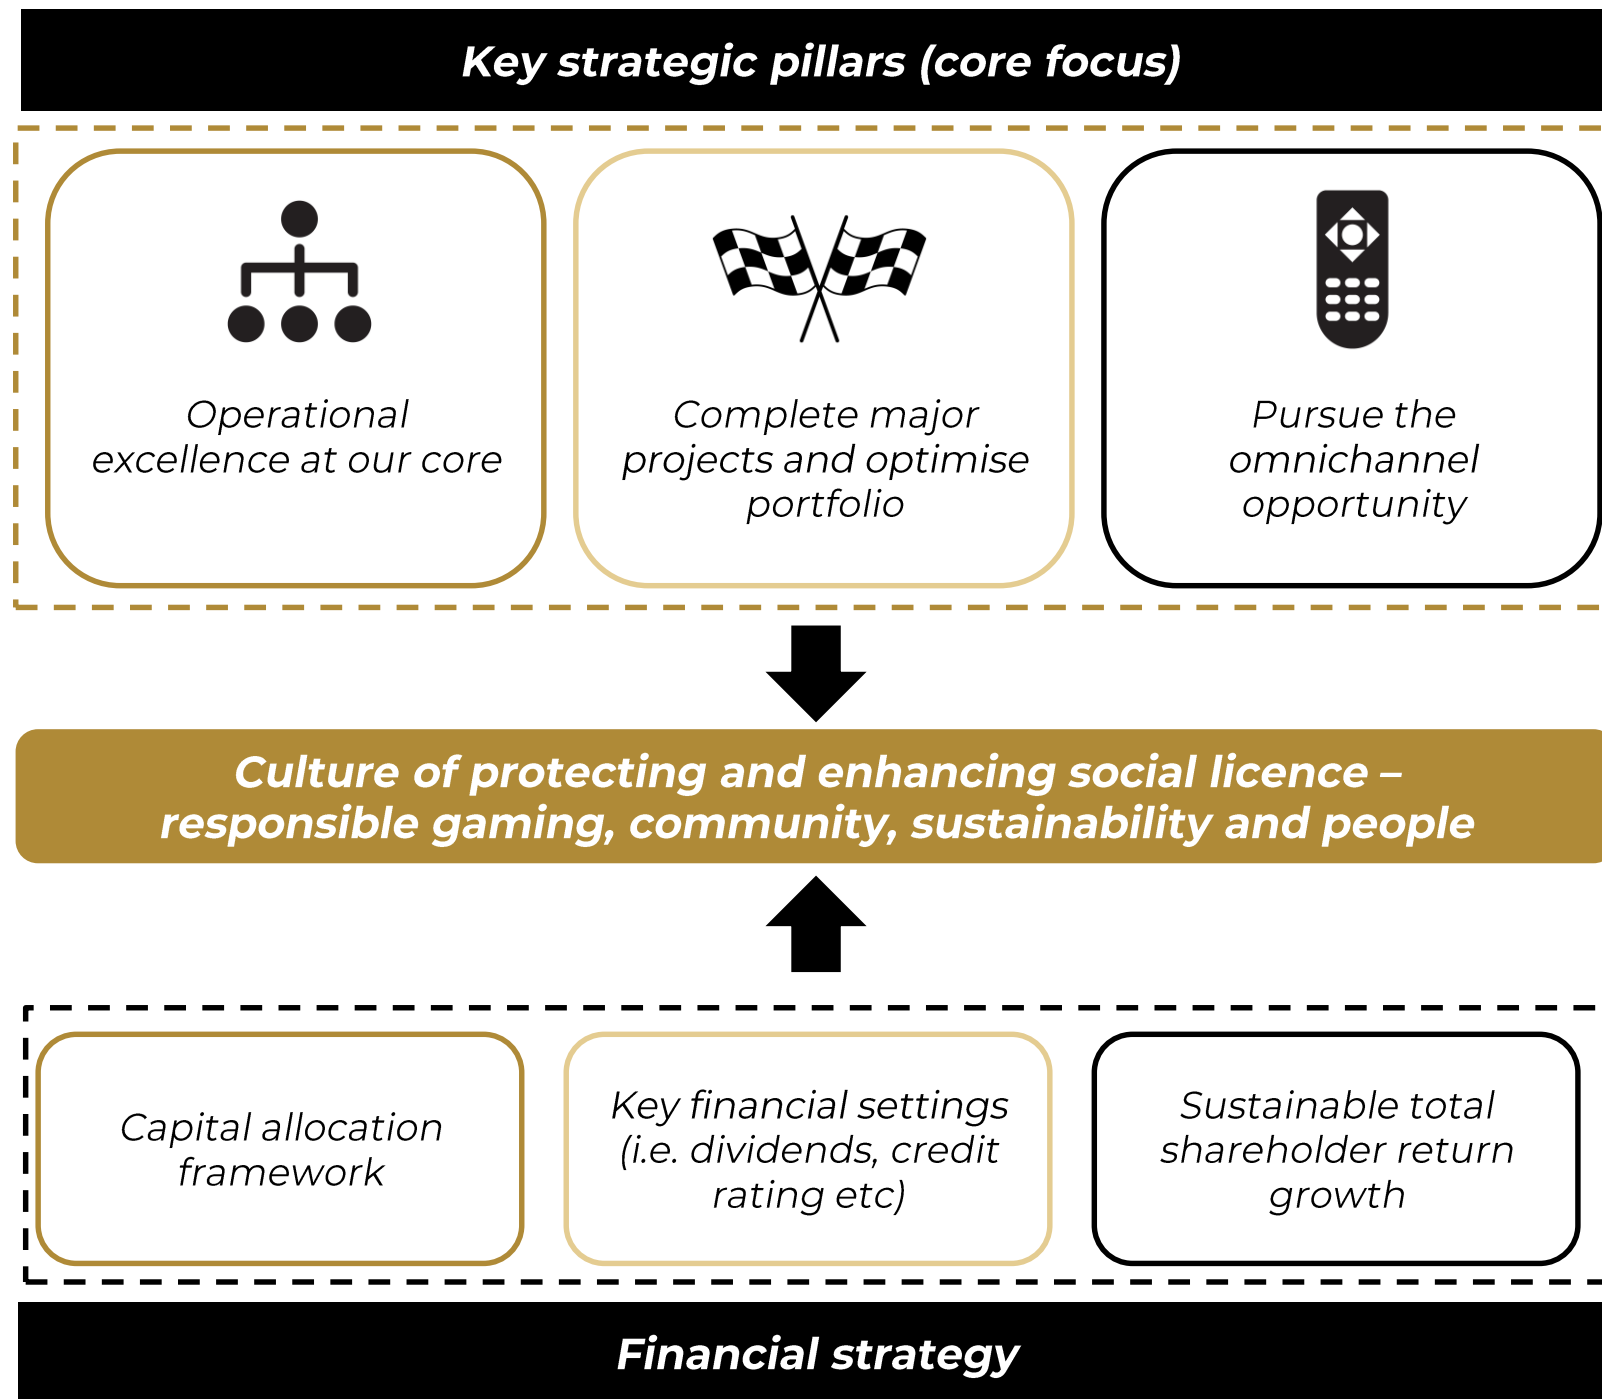 Key strategic pillars (core focus)
Operational
excellence at our core
Complete major
projects and optimise
portfolio
Pursue the
omnichannel
opportunity
Culture of protecting and enhancing social licence –
responsible gaming, community, sustainability and people
Capital allocation
framework
Key financial settings
(i.e. dividends, credit
rating etc)
Sustainable total
shareholder return
growth
Financial strategy